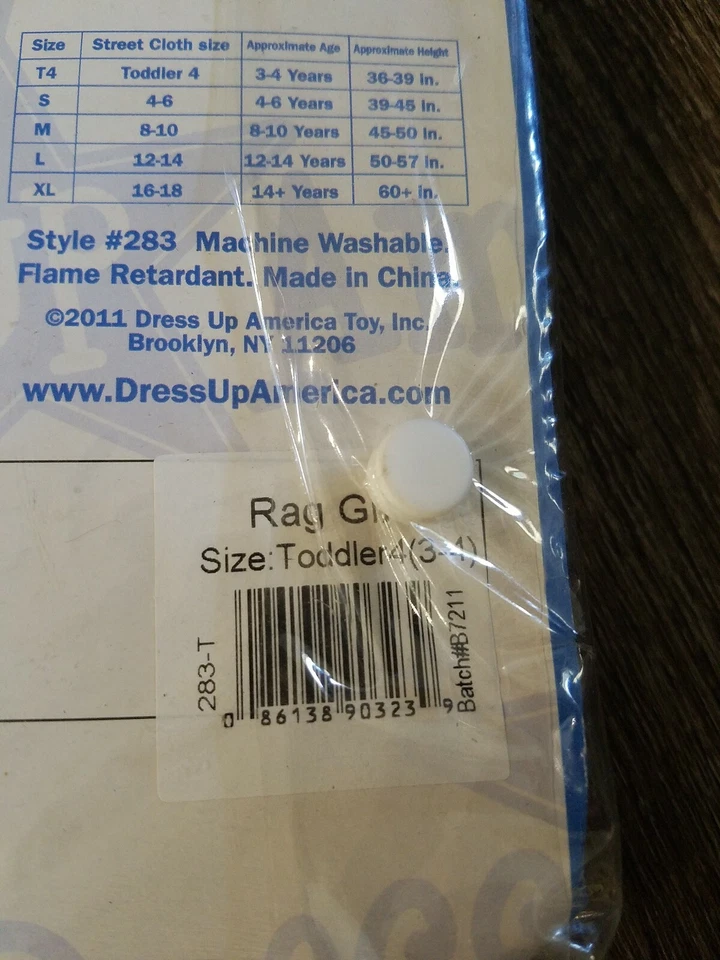 Size Street Cloth size Approximate Age Approximate Height
T4 Toddler 4 3-4 Years 36-39 in.
S 4-6 4-6 Years 39-45 in.
M 8-10 8-10 Years 45-50 in.
L 12-14 12-14 Years 50-57 in.
XL 16-18 14+ Years 60+ in.
Style #283 Machine Washable.
Flame Retardant. Made in China.
©2011 Dress Up America Toy, Inc.
Brooklyn, NY 11206
www.DressUpAmerica.com
Rag
Size:Toddler4(3-4)
283-T
Batch#B7211
0 86138 90323 9